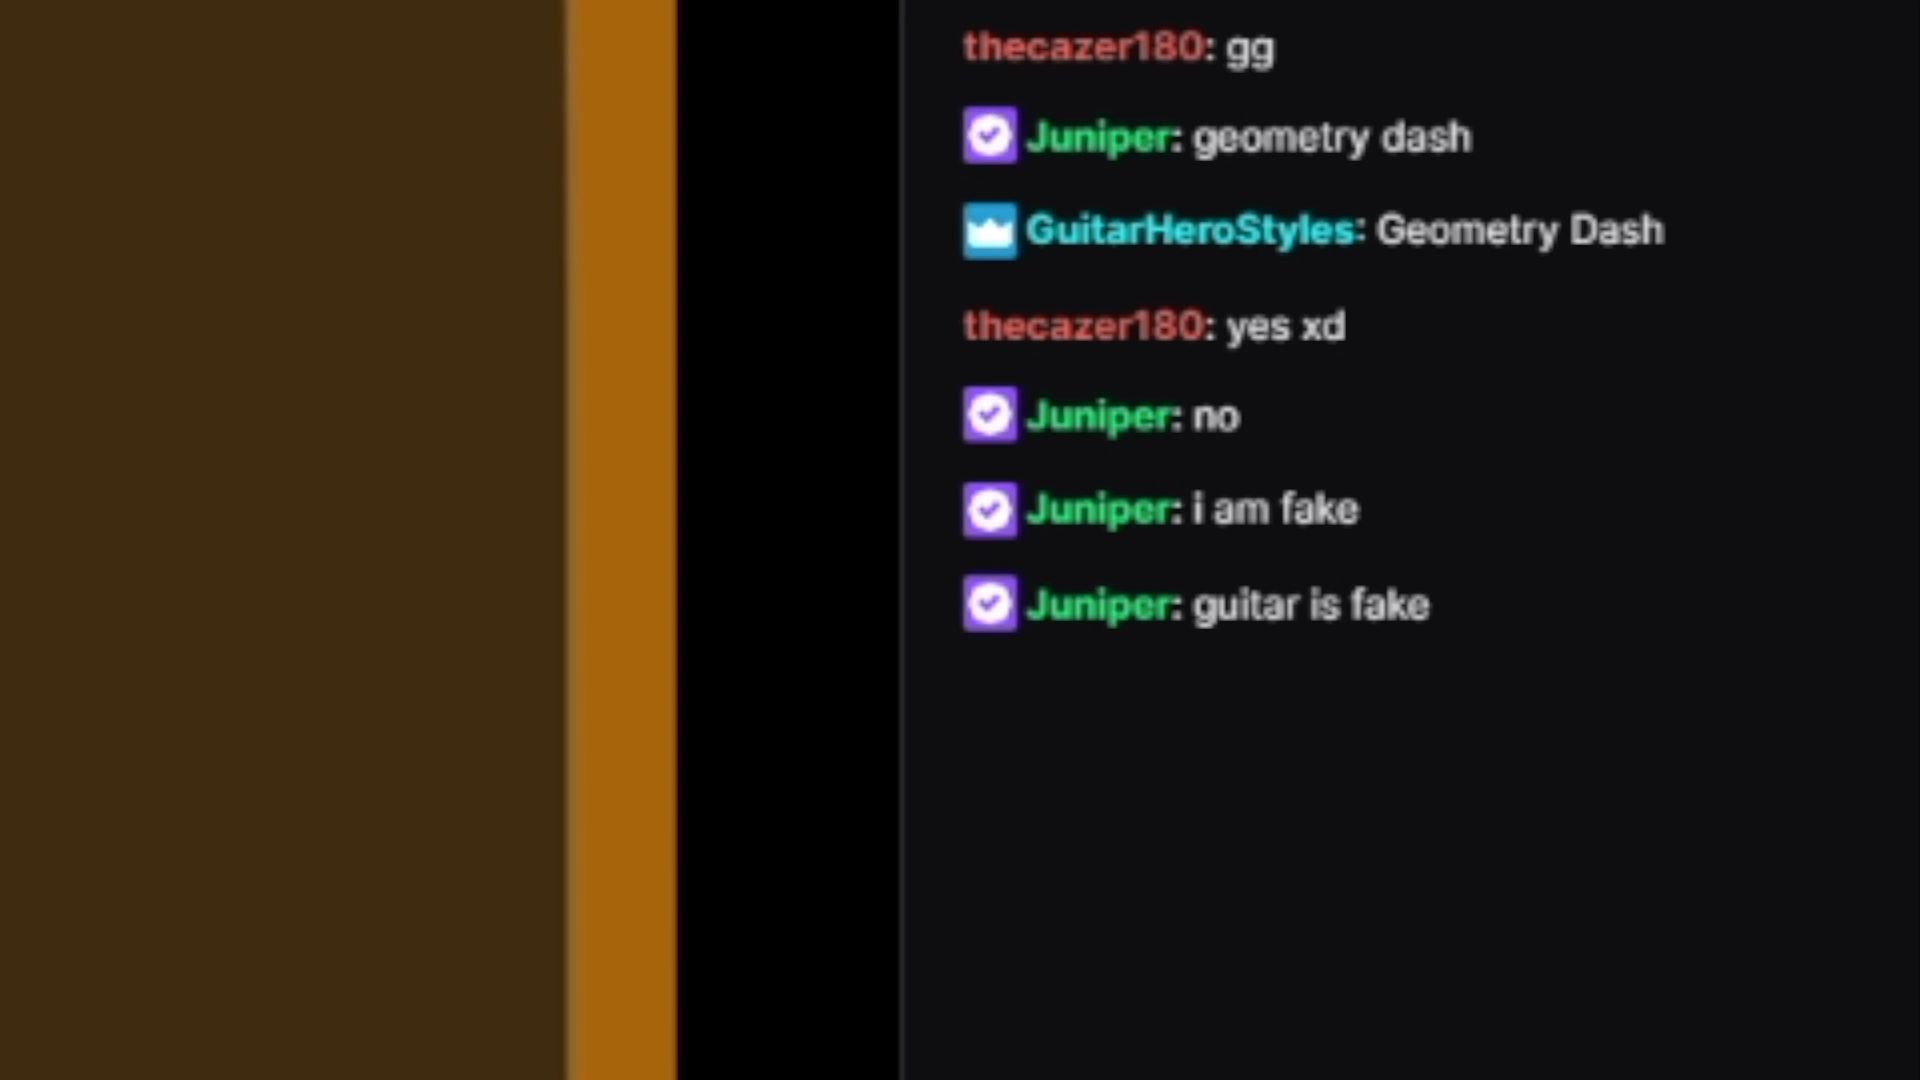 thecazer180: gg
Juniper: geometry dash
GuitarHeroStyles: Geometry Dash
thecazer180: yes xd
Juniper: no
Juniper: i am fake
Juniper: guitar is fake